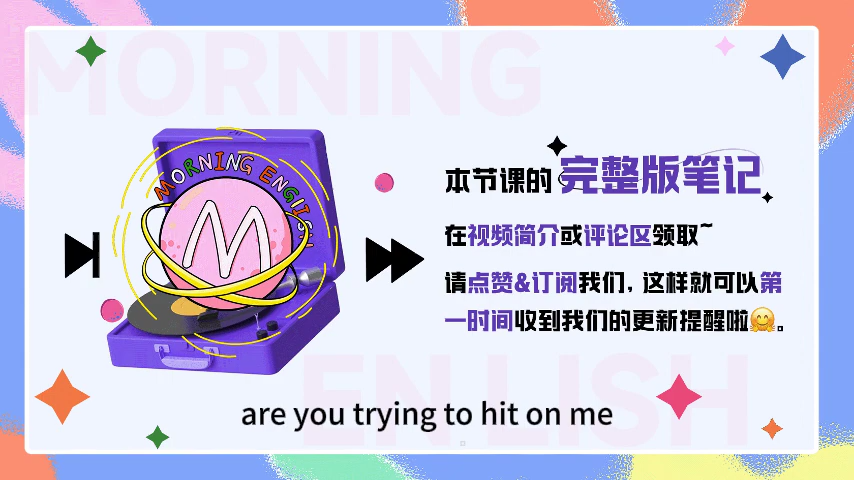 MORNING
MORNING ENGLISH
M
本节课的 完整版笔记
在视频简介或评论区领取~
请点赞&订阅我们, 这样就可以第
一时间收到我们的更新提醒啦🤗。
EN LISH
are you trying to hit on me